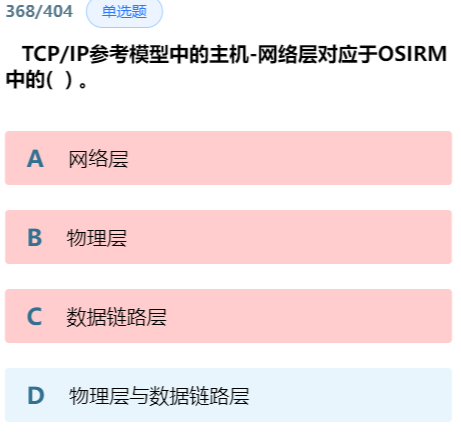 368/404 单选题
TCP/IP参考模型中的主机-网络层对应于OSIRM
中的( ) 。
A 网络层
B 物理层
C 数据链路层
D 物理层与数据链路层